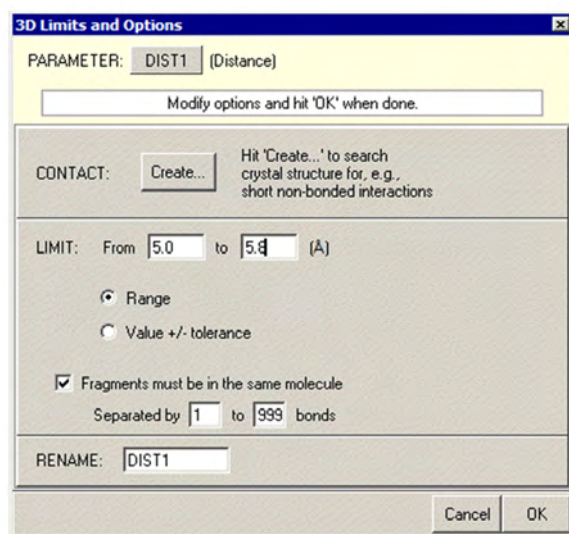 3D Limits and Options
PARAMETER: DIST1 (Distance)
Modify options and hit 'OK' when done.
CONTACT: Create... Hit 'Create...' to search
crystal structure for, e.g.,
short non-bonded interactions
LIMIT: From 5.0 to 5.8 (Å)
Range
Value +/- tolerance
Fragments must be in the same molecule
Separated by 1 to 999 bonds
RENAME: DIST1
Cancel OK